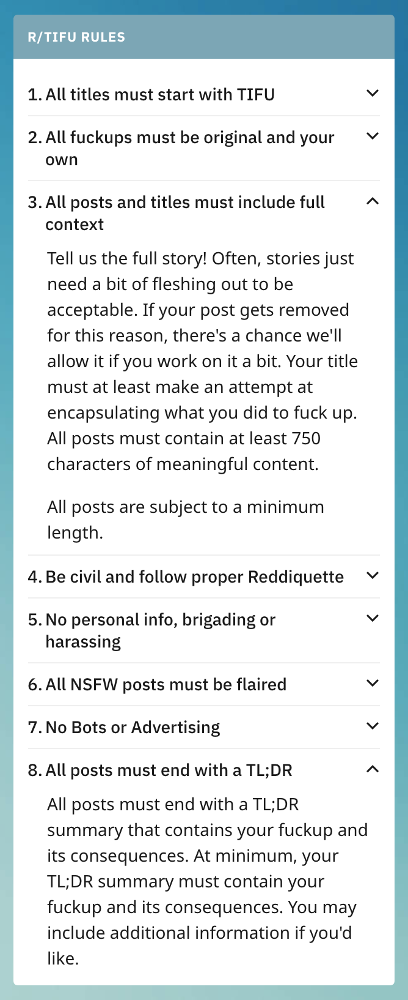 R/TIFU RULES
1. All titles must start with TIFU
2. All fuckups must be original and your
own
3. All posts and titles must include full
context
Tell us the full story! Often, stories just
need a bit of fleshing out to be
acceptable. If your post gets removed
for this reason, there's a chance we'll
allow it if you work on it a bit. Your title
must at least make an attempt at
encapsulating what you did to fuck up.
All posts must contain at least 750
characters of meaningful content.
All posts are subject to a minimum
length.
4. Be civil and follow proper Reddiquette
5. No personal info, brigading or
harassing
6. All NSFW posts must be flaired
7. No Bots or Advertising
8. All posts must end with a TL;DR
All posts must end with a TL;DR
summary that contains your fuckup and
its consequences. At minimum, your
TL;DR summary must contain your
fuckup and its consequences. You may
include additional information if you'd
like.